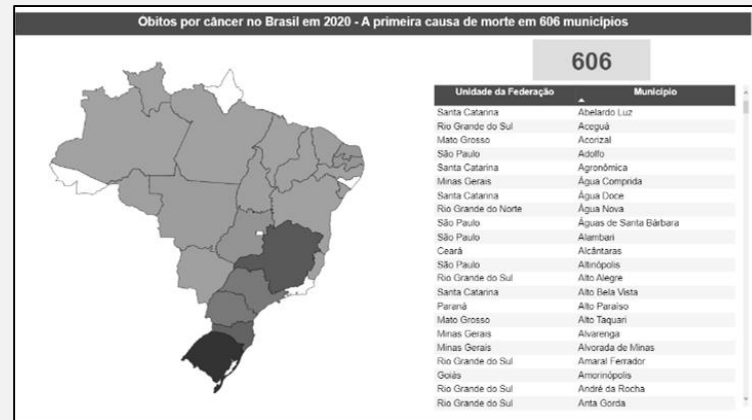 Óbitos por câncer no Brasil em 2020 - A primeira causa de morte em 606 municípios
606
Unidade da Federação Município
Santa Catarina Abelardo Luz
Rio Grande do Sul Aceguá
Mato Grosso Acorizal
São Paulo Adolfo
Santa Catarina Agronômica
Minas Gerais Água Comprida
Santa Catarina Água Doce
Rio Grande do Norte Água Nova
São Paulo Águas de Santa Bárbara
São Paulo Alambari
Ceará Alcântaras
São Paulo Altinópolis
Rio Grande do Sul Alto Alegre
Santa Catarina Alto Bela Vista
Paraná Alto Paraíso
Mato Grosso Alto Taquari
Minas Gerais Alvarenga
Minas Gerais Alvorada de Minas
Rio Grande do Sul Amaral Ferrador
Goiás Amorinópolis
Rio Grande do Sul André da Rocha
Rio Grande do Sul Anta Gorda